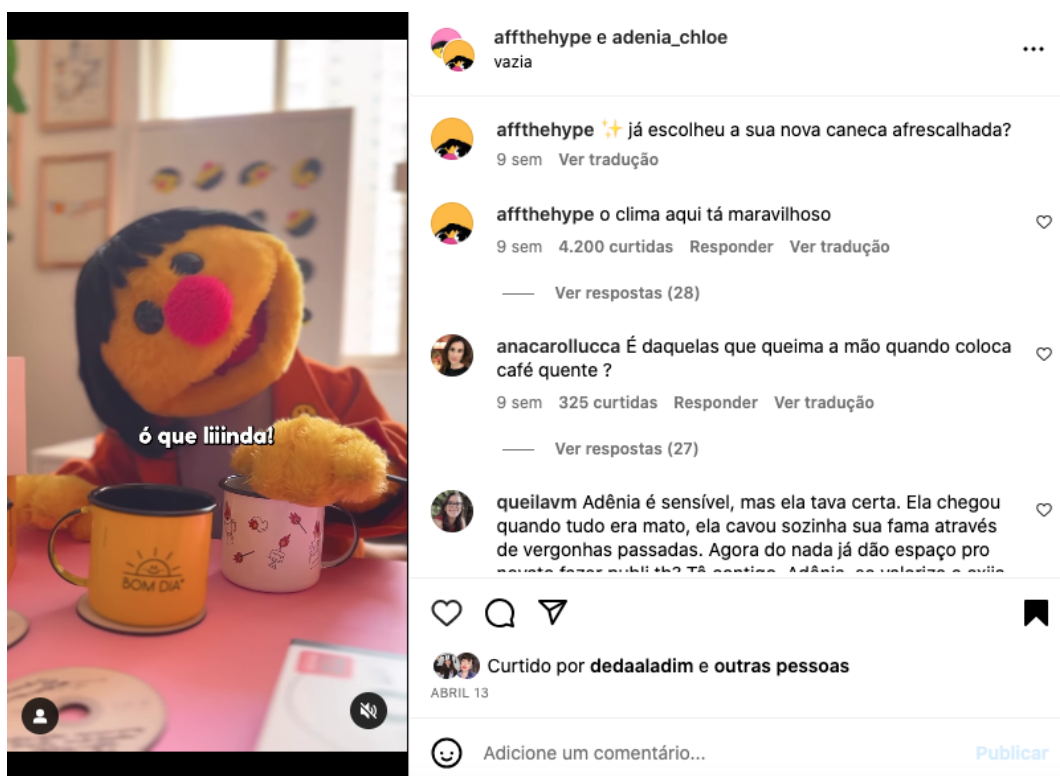 affthehype e adenia_chloe
vazia
affthehype ✨ já escolheu a sua nova caneca afrescalhada?
9 sem Ver tradução
affthehype o clima aqui tá maravilhoso
9 sem 4.200 curtidas Responder Ver tradução
Ver respostas (28)
anacarollucca É daquelas que queima a mão quando coloca
café quente ?
9 sem 325 curtidas Responder Ver tradução
Ver respostas (27)
queilavm Adênia é sensível, mas ela tava certa. Ela chegou
quando tudo era mato, ela cavou sozinha sua fama através
de vergonhas passadas. Agora do nada já dão espaço pro
ó que liiinda!
BOM DIA
Curtido por dedaaladim e outras pessoas
ABRIL 13
Adicione um comentário...
Publicar